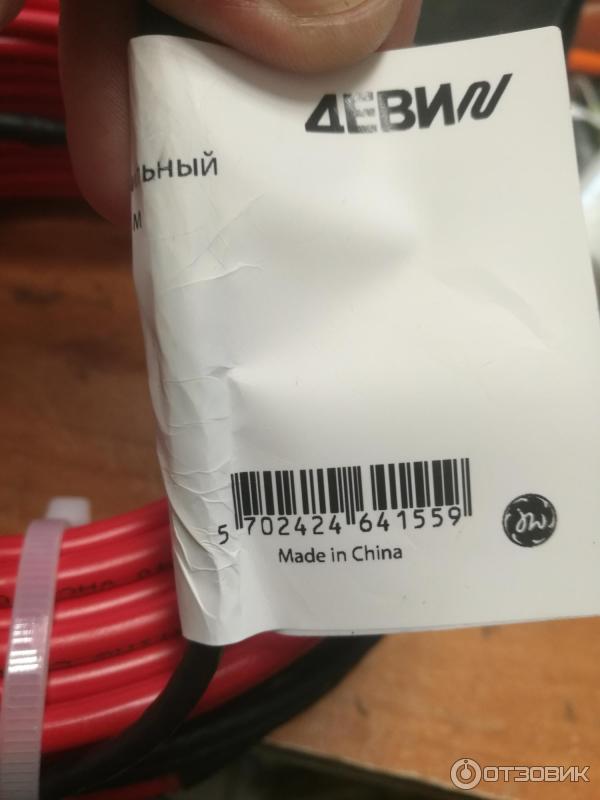 ДЕВИ
льный
м
5 702424 641559
Made in China
ОТЗОВИК